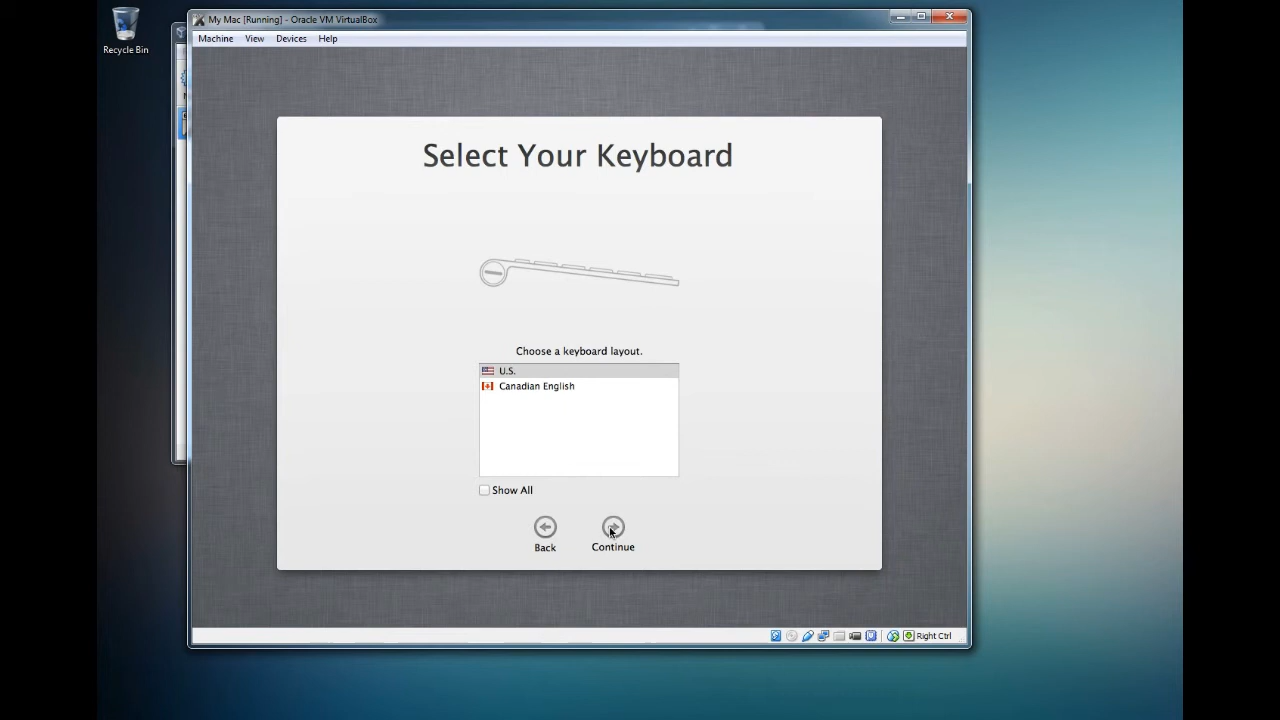 Recycle Bin
My Mac [Running] - Oracle VM VirtualBox
Machine View Devices Help
Select Your Keyboard
Choose a keyboard layout.
U.S.
Canadian English
Show All
Back Continue
Right Ctrl